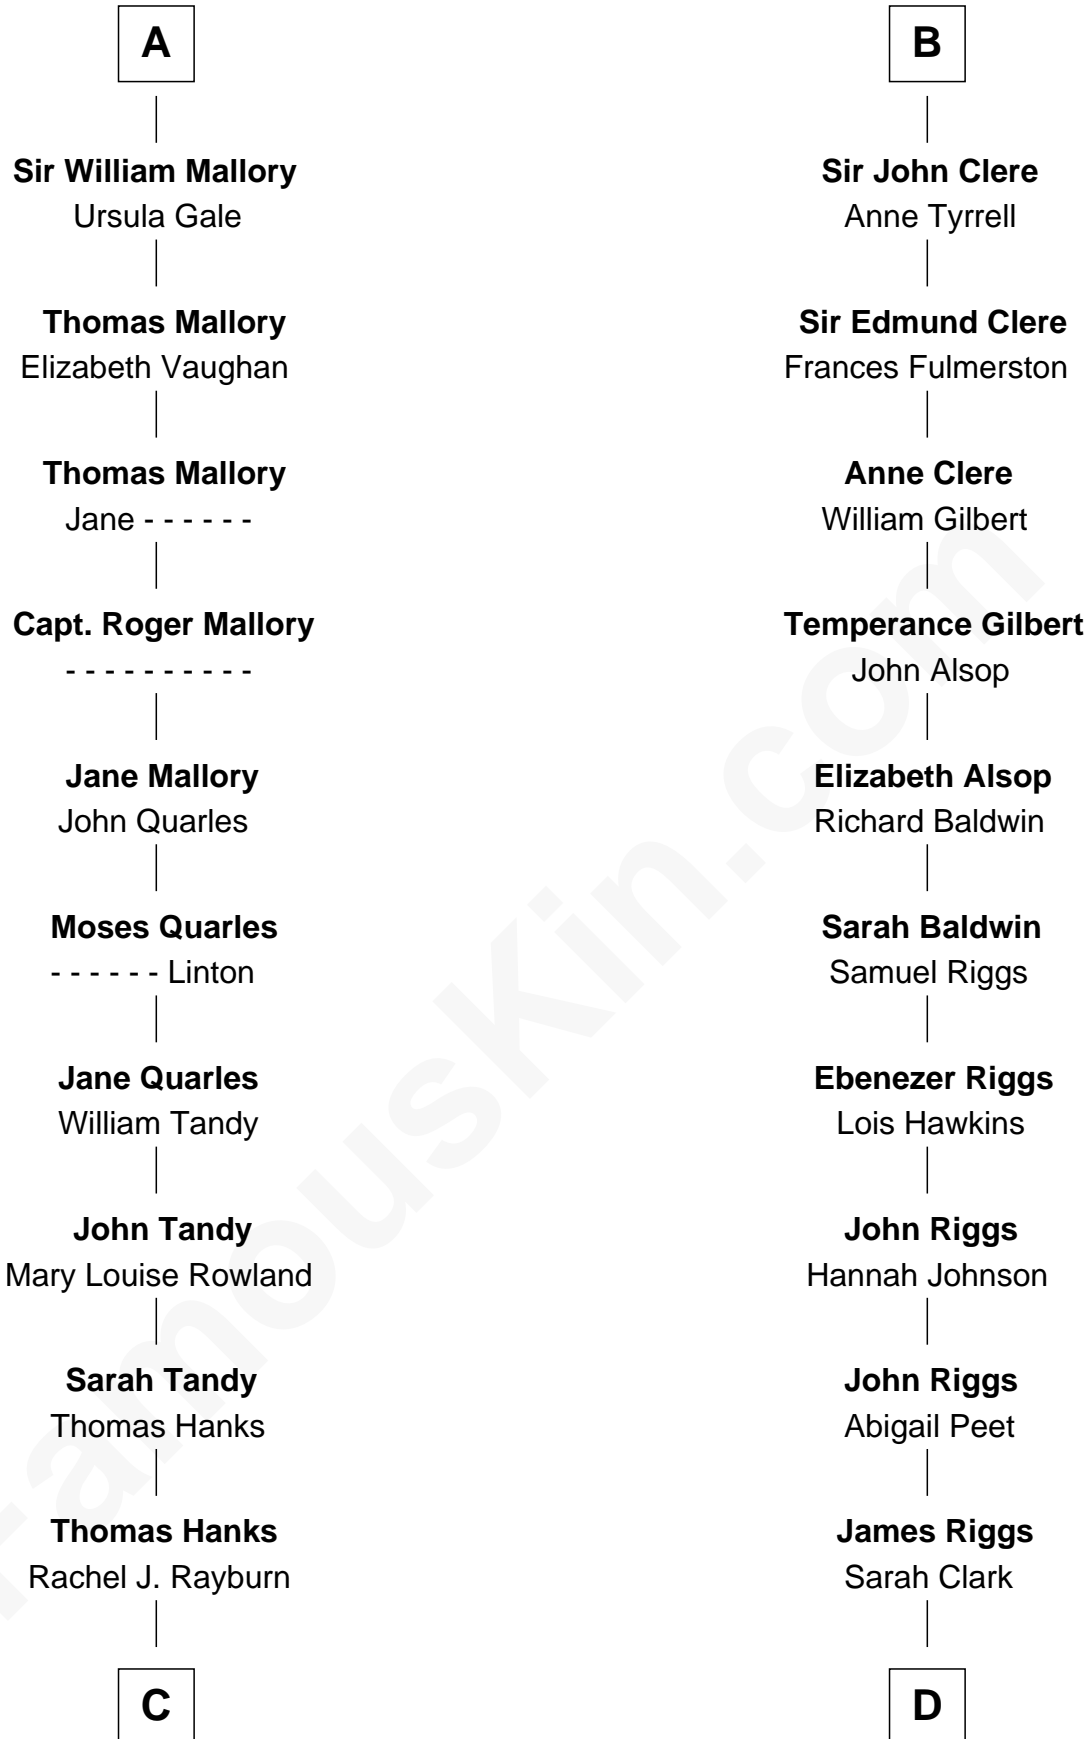 A
Sir William Mallory
Ursula Gale
Thomas Mallory
Elizabeth Vaughan
Thomas Mallory
Jane - - - - - -
Capt. Roger Mallory
- - - - - - - - - -
Jane Mallory
John Quarles
Moses Quarles
- - - - - - Linton
Jane Quarles
William Tandy
John Tandy
Mary Louise Rowland
Sarah Tandy
Thomas Hanks
Thomas Hanks
Rachel J. Rayburn
C
B
Sir John Clere
Anne Tyrrell
Sir Edmund Clere
Frances Fulmerston
Anne Clere
William Gilbert
Temperance Gilbert
John Alsop
Elizabeth Alsop
Richard Baldwin
Sarah Baldwin
Samuel Riggs
Ebenezer Riggs
Lois Hawkins
John Riggs
Hannah Johnson
John Riggs
Abigail Peet
James Riggs
Sarah Clark
D
FamousKin.com